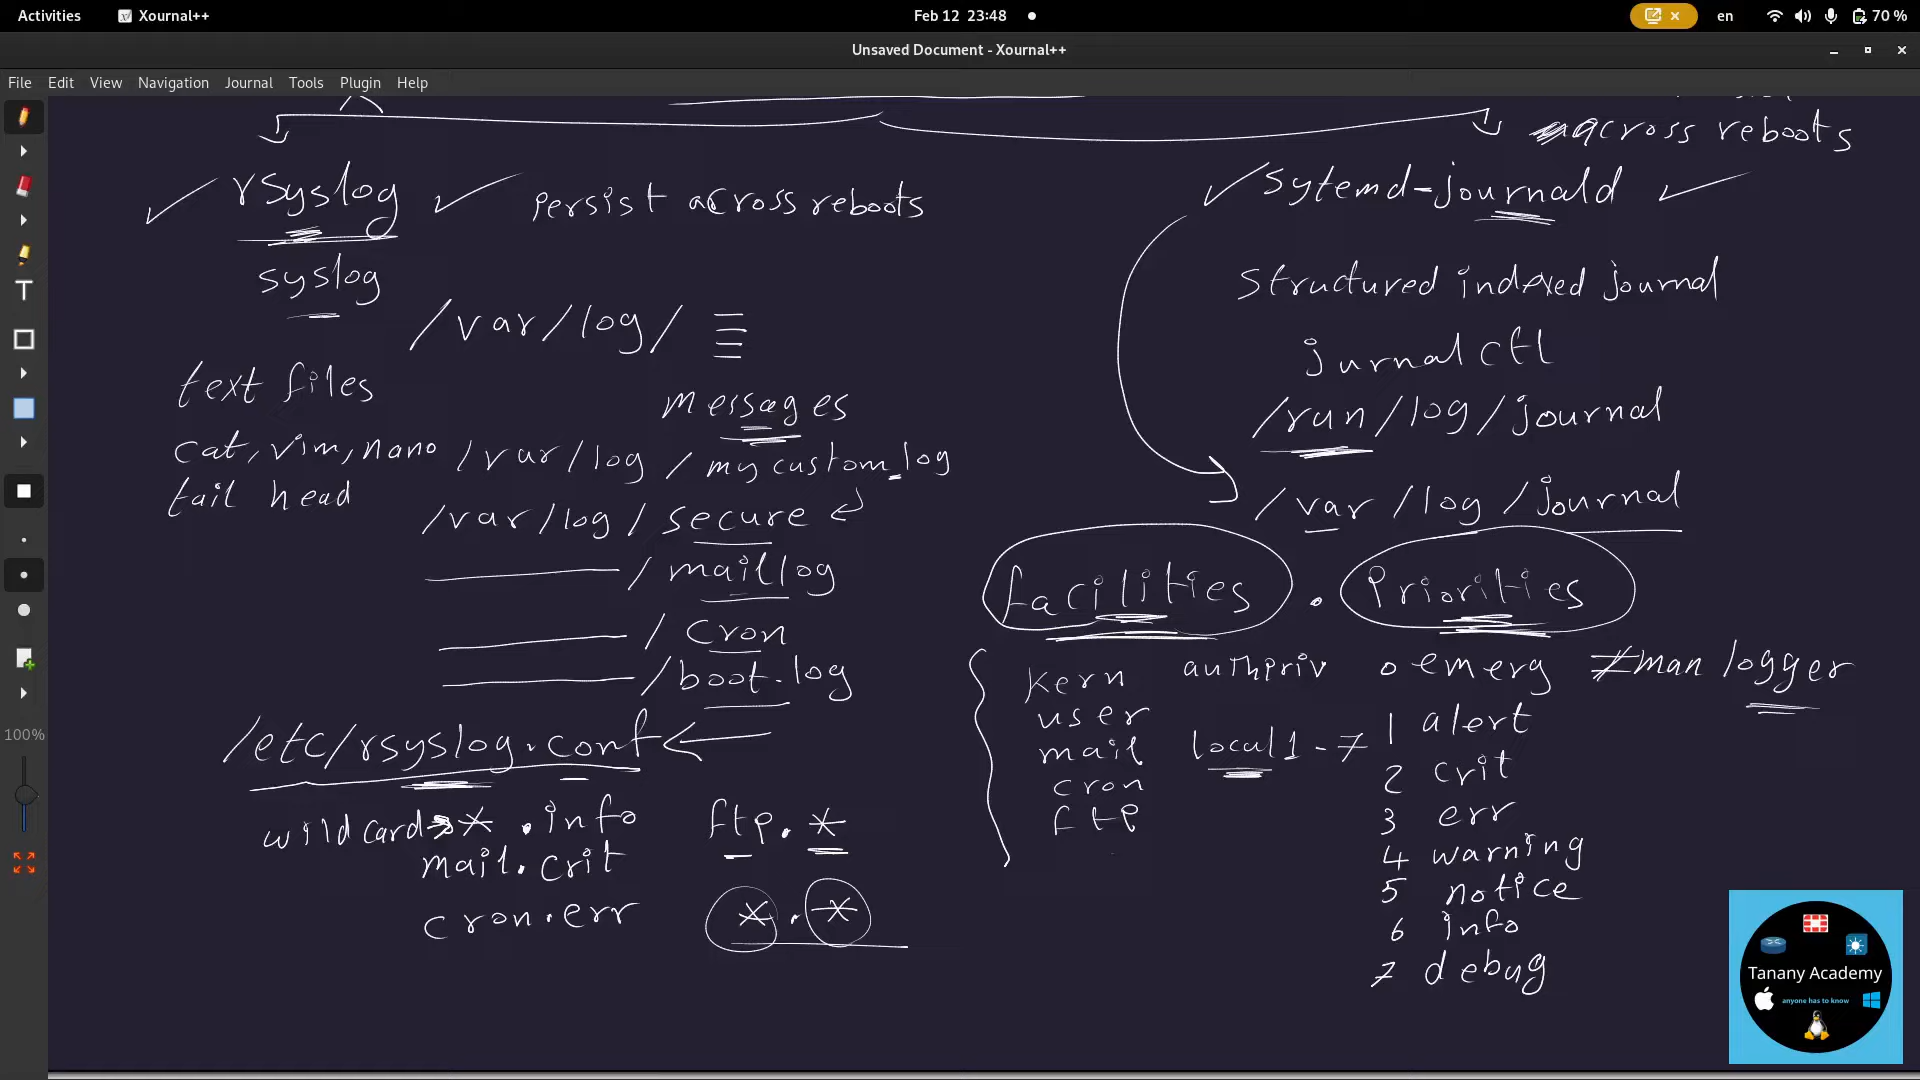 Activities
Xournal++
Feb 12 23:48
en
70 %
Unsaved Document - Xournal++
File Edit View Navigation Journal Tools Plugin Help
across reboots
rsyslog
persist across reboots
sytemd-journald
syslog
structured indexed journal
/var/log/
jurnalctl
text files
messages
/run/log/journal
cat, vim, nano
/var/log/mycustom_log
tail head
/var/log/secure
/var/log/journal
/maillog
facilities . Priorities
/cron
/boot.log
kern
authpriv
0 emerg
#man logger
user
1 alert
mail
local1-7
/etc/rsyslog.conf
2 crit
cron
wildcard→* .info
ftp.*
ftp
3 err
mail.crit
4 warning
5 notice
cron.err
*.*
6 info
7 debug
100%
Tanany Academy
anyone has to know